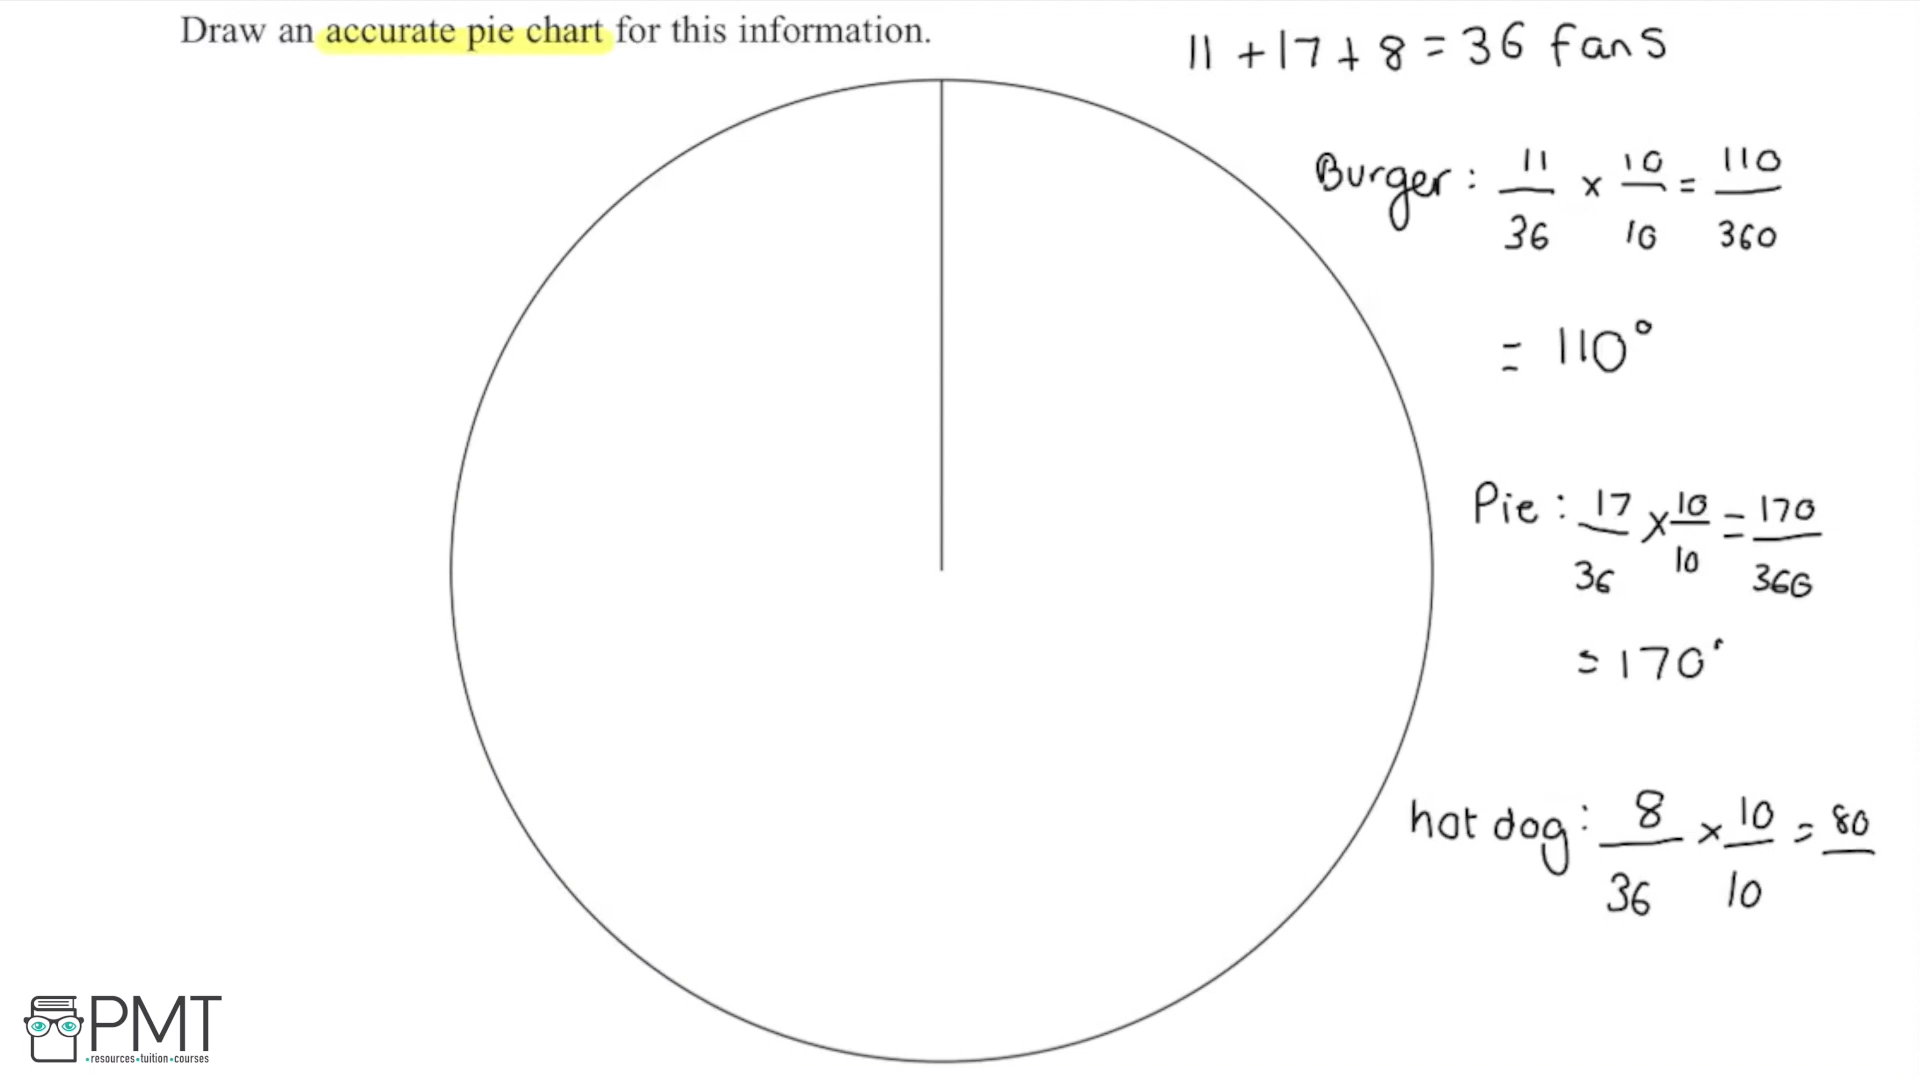 Draw an accurate pie chart for this information.
11 + 17 + 8 = 36 fans
Burger : 11/36 × 10/10 = 110/360
= 110°
Pie : 17/36 × 10/10 = 170/360
= 170°
hot dog : 8/36 × 10/10 = 80
PMT
•resources•tuition•courses